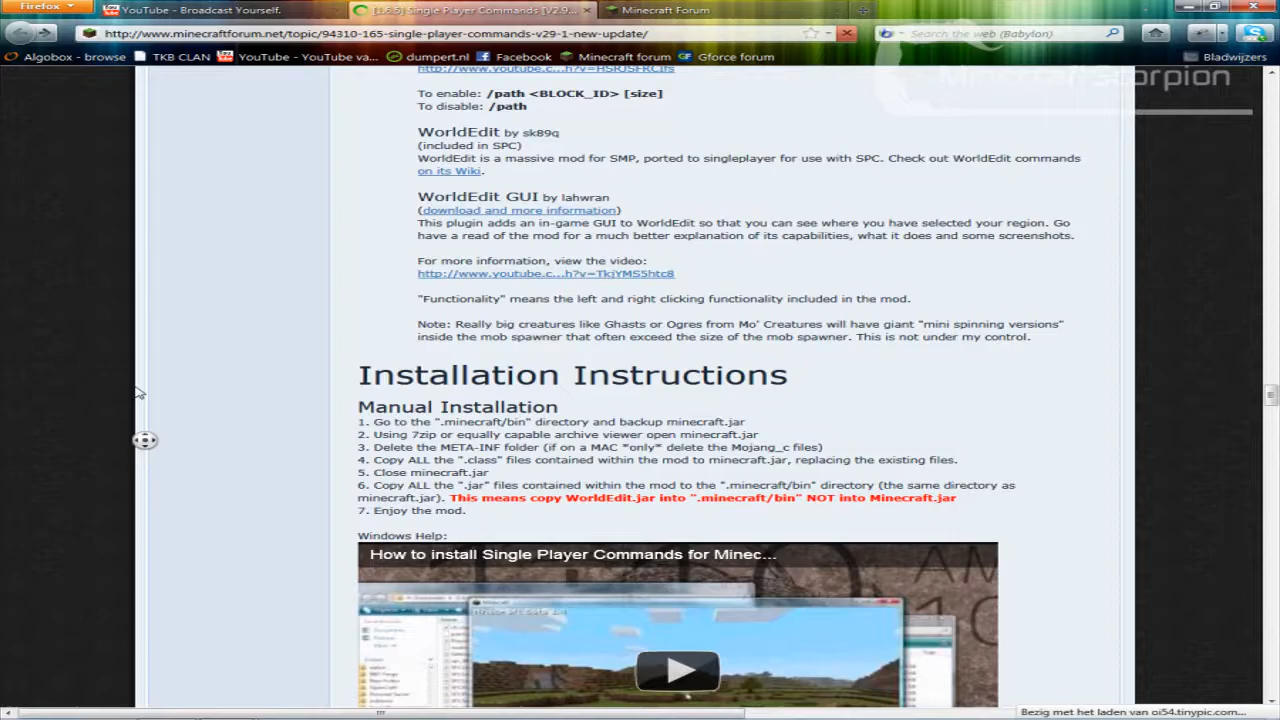 Firefox
YouTube - Broadcast Yourself.
[1.6.5] Single Player Commands [V2.9...
Minecraft Forum
http://www.minecraftforum.net/topic/94310-165-single-player-commands-v29-1-new-update/
Search the web (Babylon)
Algobox - browse
TKB CLAN
YouTube - YouTube va...
dumpert.nl
Facebook
Minecraft forum
Gforce forum
Bladwijzers
To enable: /path <BLOCK_ID> [size]
To disable: /path
WorldEdit by sk89q
(included in SPC)
WorldEdit is a massive mod for SMP, ported to singleplayer for use with SPC. Check out WorldEdit commands
on its Wiki.
WorldEdit GUI by lahwran
(download and more information)
This plugin adds an in-game GUI to WorldEdit so that you can see where you have selected your region. Go
have a read of the mod for a much better explanation of its capabilities, what it does and some screenshots.
For more information, view the video:
http://www.youtube.c...h?v=TkjYMS5htc8
"Functionality" means the left and right clicking functionality included in the mod.
Note: Really big creatures like Ghasts or Ogres from Mo' Creatures will have giant "mini spinning versions"
inside the mob spawner that often exceed the size of the mob spawner. This is not under my control.
Installation Instructions
Manual Installation
1. Go to the ".minecraft/bin" directory and backup minecraft.jar
2. Using 7zip or equally capable archive viewer open minecraft.jar
3. Delete the META-INF folder (if on a MAC *only* delete the Mojang_c files)
4. Copy ALL the ".class" files contained within the mod to minecraft.jar, replacing the existing files.
5. Close minecraft.jar
6. Copy ALL the ".jar" files contained within the mod to the ".minecraft/bin" directory (the same directory as
minecraft.jar). This means copy WorldEdit.jar into ".minecraft/bin" NOT into Minecraft.jar
7. Enjoy the mod.
Windows Help:
How to install Single Player Commands for Minec...
Bezig met het laden van oi54.tinypic.com...